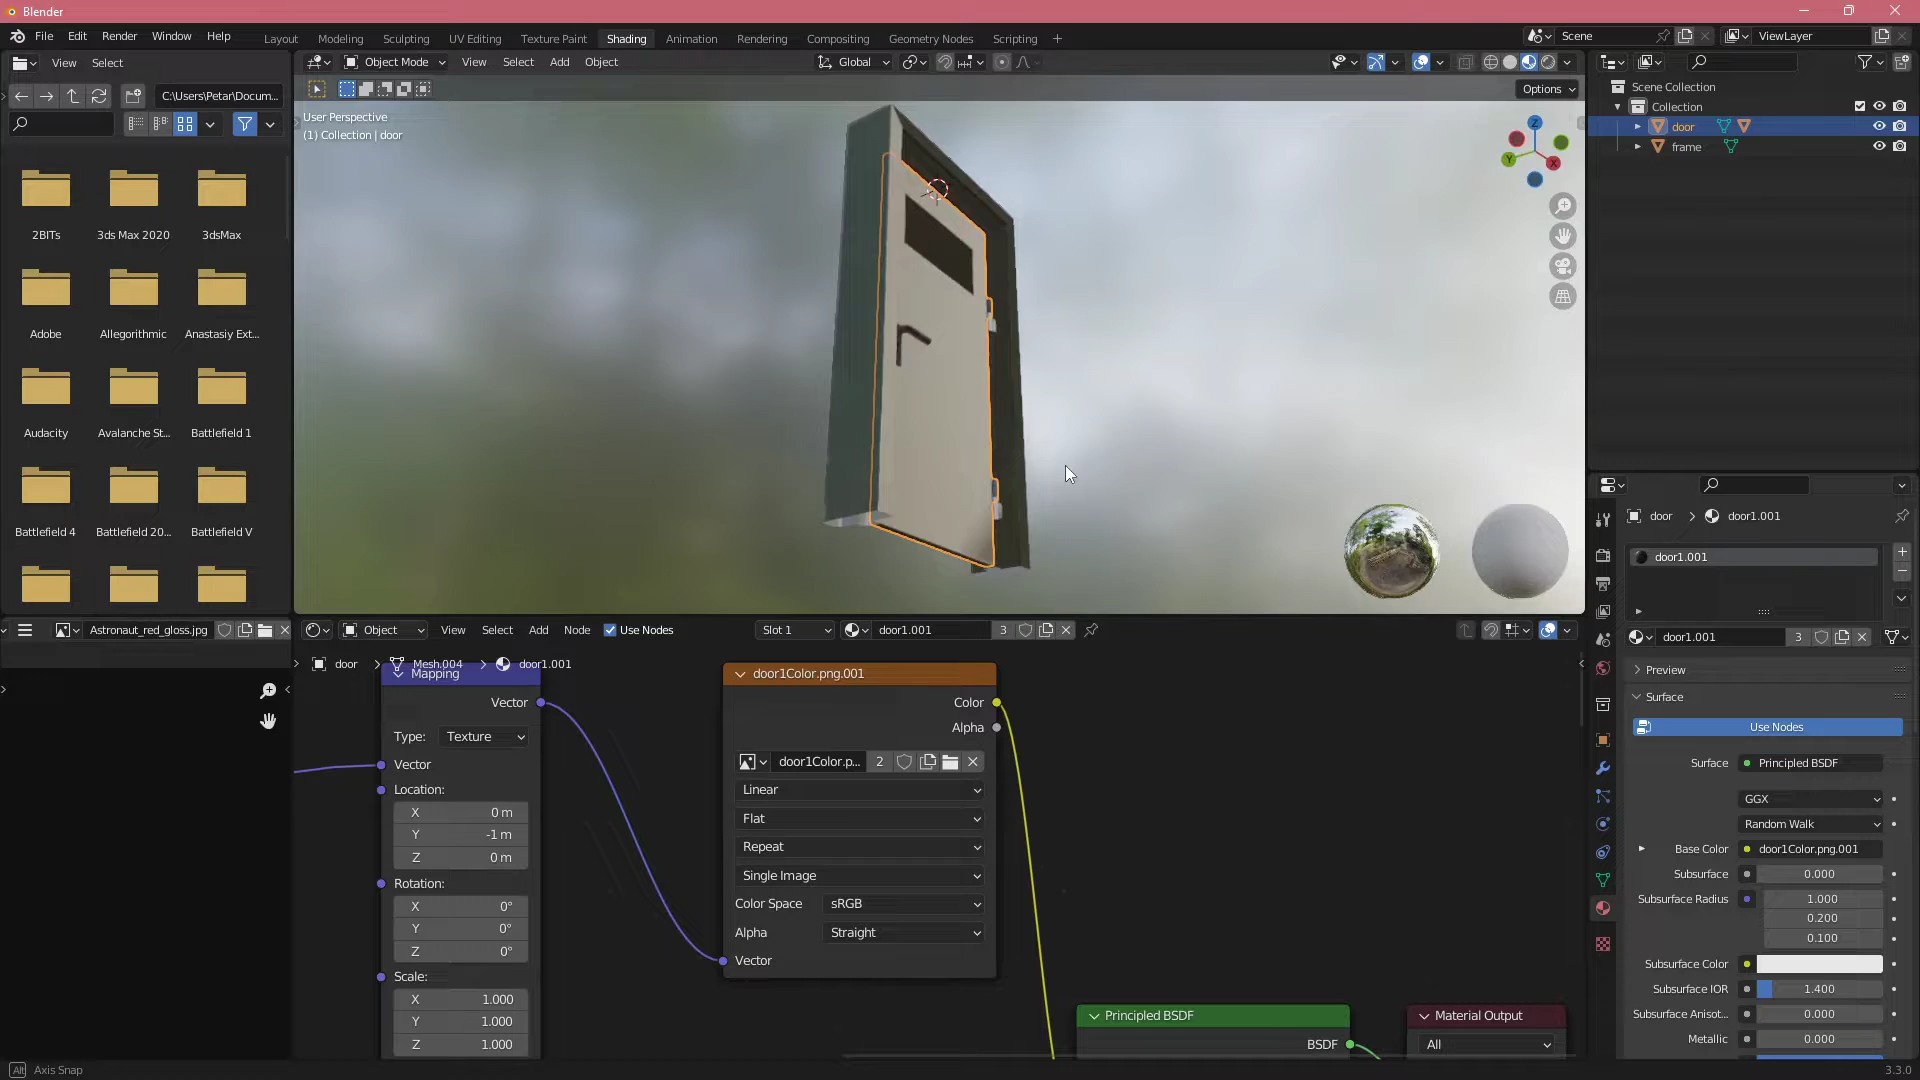 Blender
File Edit Render Window Help
Layout Modeling Sculpting UV Editing Texture Paint Shading Animation Rendering Compositing Geometry Nodes Scripting +
Scene
ViewLayer
View Select
Object Mode View Select Add Object
Global
C:\Users\Petar\Docum...
Options
User Perspective
(1) Collection | door
2BITs
3ds Max 2020
3dsMax
Adobe
Allegorithmic
Anastasiy Ext...
Audacity
Avalanche St...
Battlefield 1
Battlefield 4
Battlefield 20...
Battlefield V
Z
Y
X
Scene Collection
Collection
door
frame
Astronaut_red_gloss.jpg
Object View Select Add Node Use Nodes
Slot 1
door1.001 3
door > Mesh.004 > door1.001
Mapping
Vector
Type: Texture
Vector
Location:
X 0 m
Y -1 m
Z 0 m
Rotation:
X 0°
Y 0°
Z 0°
Scale:
X 1.000
Y 1.000
Z 1.000
door1Color.png.001
Color
Alpha
door1Color.p... 2
Linear
Flat
Repeat
Single Image
Color Space sRGB
Alpha Straight
Vector
Principled BSDF
BSDF
Material Output
All
door > door1.001
door1.001
door1.001 3
Preview
Surface
Use Nodes
Surface Principled BSDF
GGX
Random Walk
Base Color door1Color.png.001
Subsurface 0.000
Subsurface Radius 1.000
0.200
0.100
Subsurface Color
Subsurface IOR 1.400
Subsurface Anisot... 0.000
Metallic 0.000
Alt Axis Snap
3.3.0